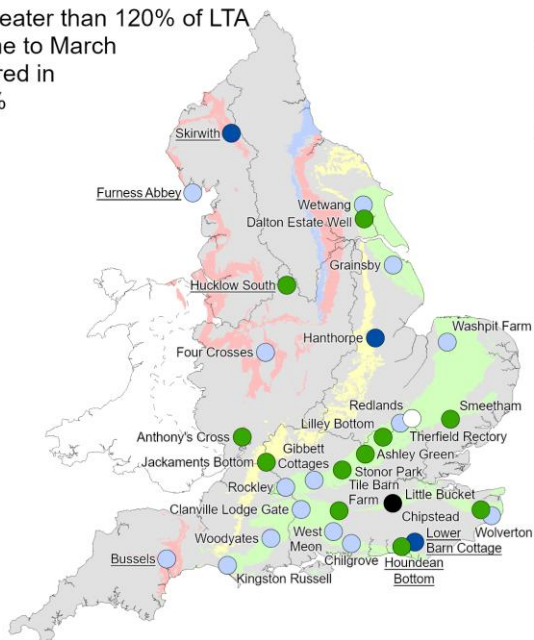 eater than 120% of LTA
e to March
red in
%
Skirwith
Furness Abbey
Wetwang
Dalton Estate Well
Grainsby
Hucklow South
Hanthorpe
Washpit Farm
Four Crosses
Redlands
Smeetham
Lilley Bottom
Therfield Rectory
Anthony's Cross
Gibbett
Cottages
Ashley Green
Jackaments Bottom
Stonor Park
Rockley
Tile Barn
Farm
Little Bucket
Clanville Lodge Gate
Chipstead
Woodyates
West
Meon
Lower
Barn Cottage
Wolverton
Bussels
Chilgrove
Houndean
Bottom
Kingston Russell